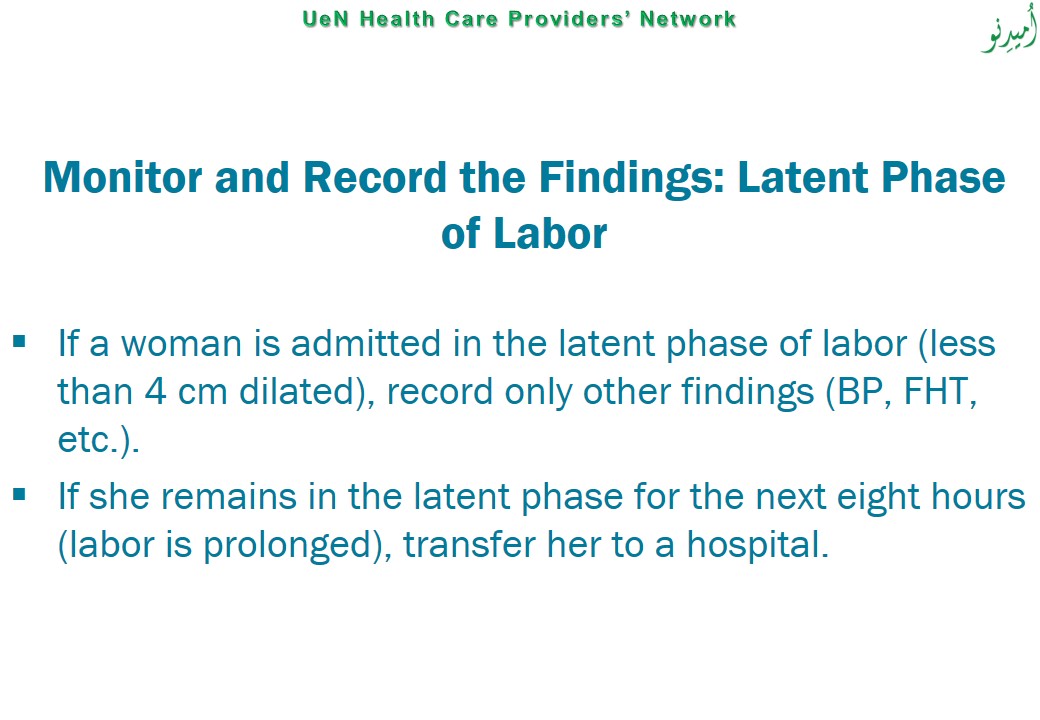 UeN Health Care Providers’ Network
اُمیدِنو
Monitor and Record the Findings: Latent Phase
of Labor
▪ If a woman is admitted in the latent phase of labor (less
than 4 cm dilated), record only other findings (BP, FHT,
etc.).
▪ If she remains in the latent phase for the next eight hours
(labor is prolonged), transfer her to a hospital.